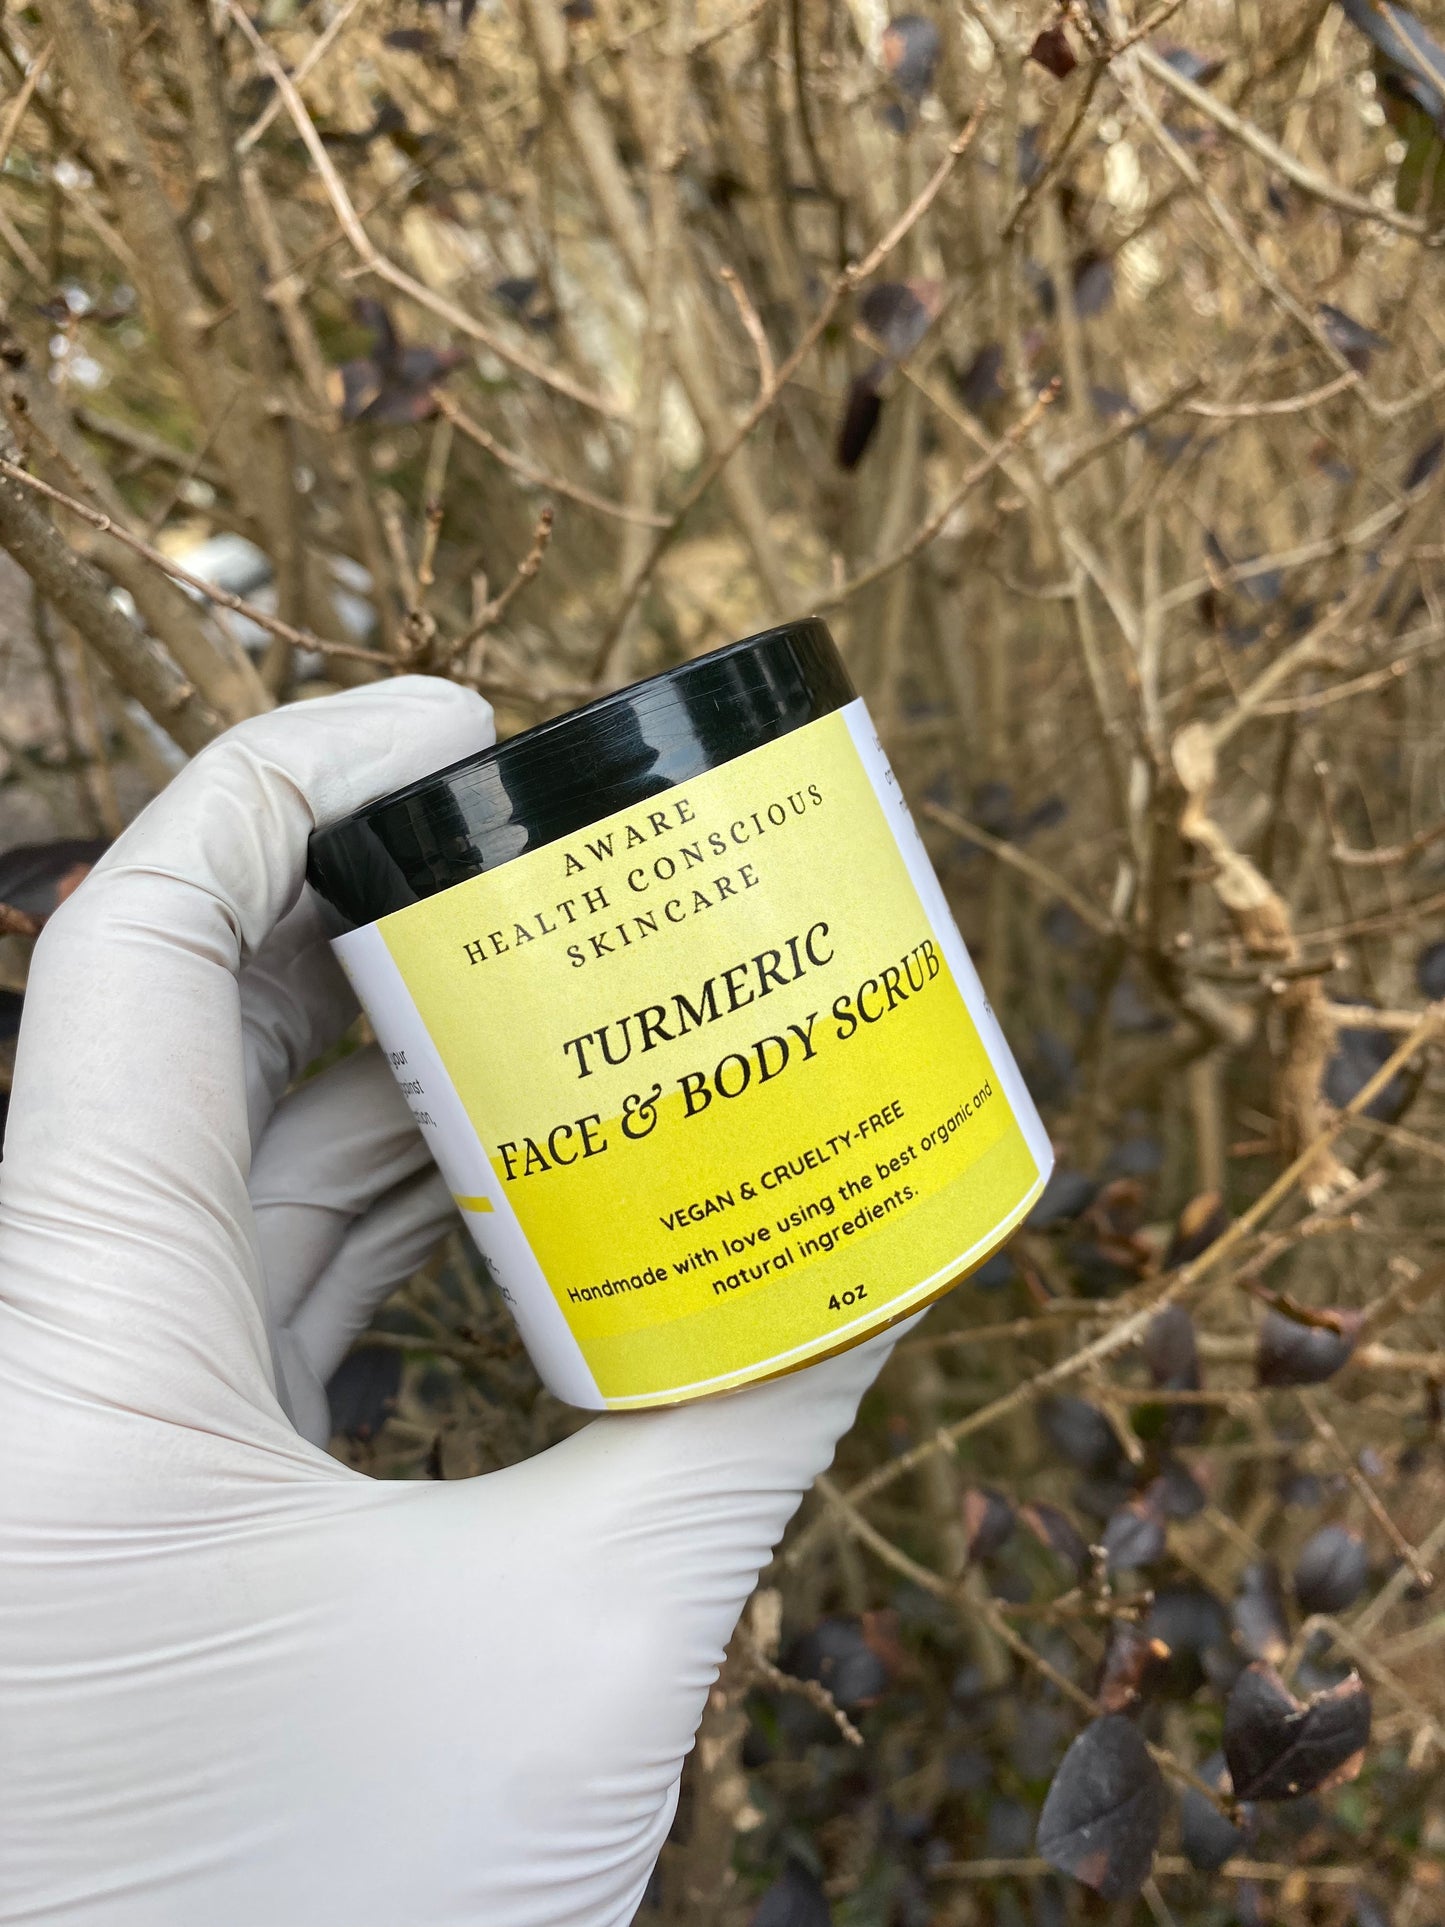 AWARE
HEALTH CONSCIOUS
SKINCARE
TURMERIC
FACE & BODY SCRUB
VEGAN & CRUELTY-FREE
Handmade with love using the best organic and
natural ingredients.
4oz
your